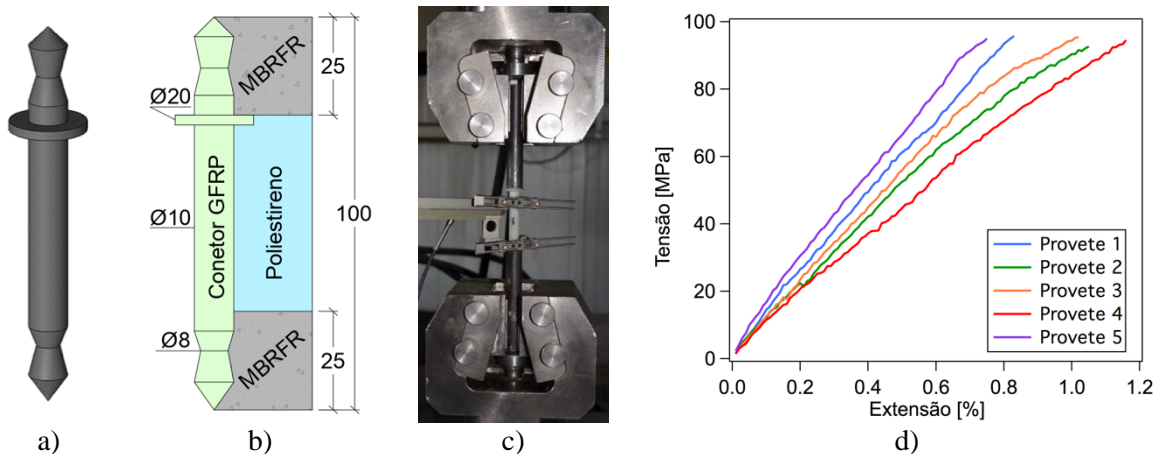 MBRFR
25
Ø20
Conetor GFRP
Poliestireno
Ø10
100
Ø8
MBRFR
25
Tensão [MPa]
100
80
60
40
20
0
0.0
0.2
0.4
0.6
0.8
1.0
1.2
Extensão [%]
Provete 1
Provete 2
Provete 3
Provete 4
Provete 5
a)
b)
c)
d)